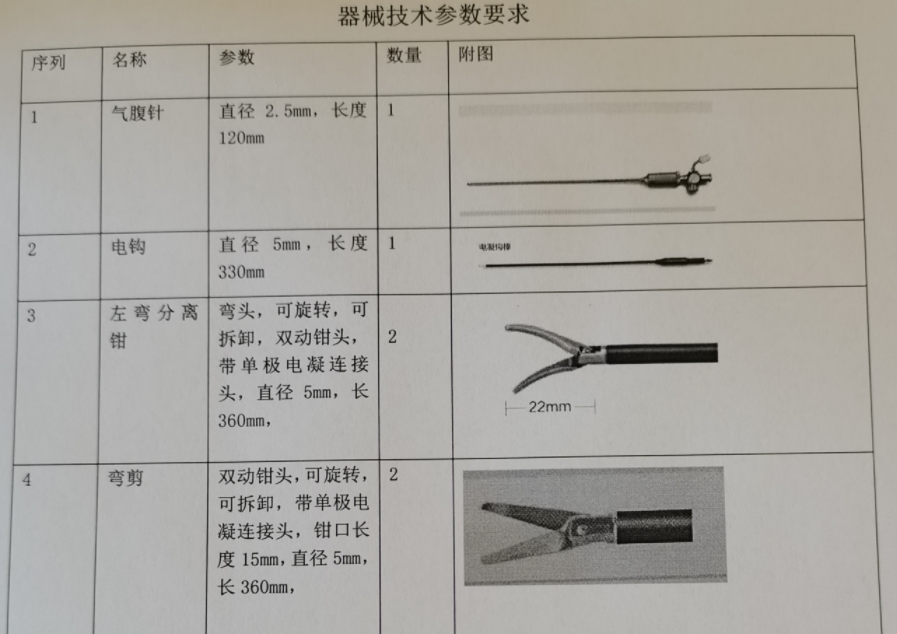 器械技术参数要求
序列 名称 参数 数量 附图
1 气腹针 直径 2.5mm，长度 1
120mm
2 电钩 直径 5mm，长度 1
330mm
电凝钩棒
3 左弯分离 弯头，可旋转，可
钳 拆卸，双动钳头， 2
带单极电凝连接
头，直径 5mm，长
360mm，
22mm
4 弯剪 双动钳头，可旋转， 2
可拆卸，带单极电
凝连接头，钳口长
度 15mm，直径 5mm，
长 360mm，